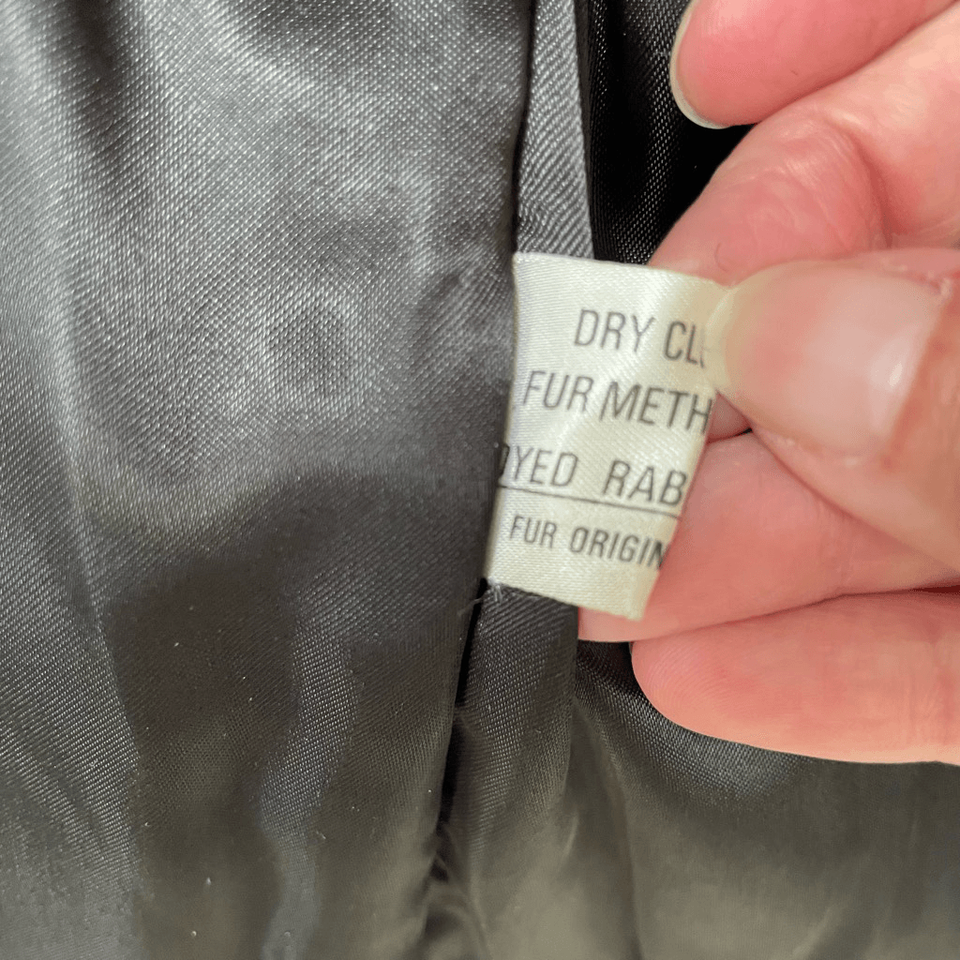 DRY CL
FUR METH
DYED RAB
FUR ORIGIN